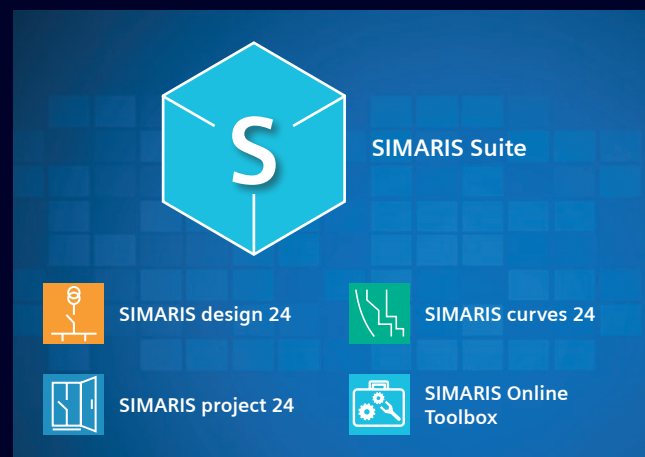 S
SIMARIS Suite
SIMARIS design 24
SIMARIS curves 24
SIMARIS project 24
SIMARIS Online
Toolbox